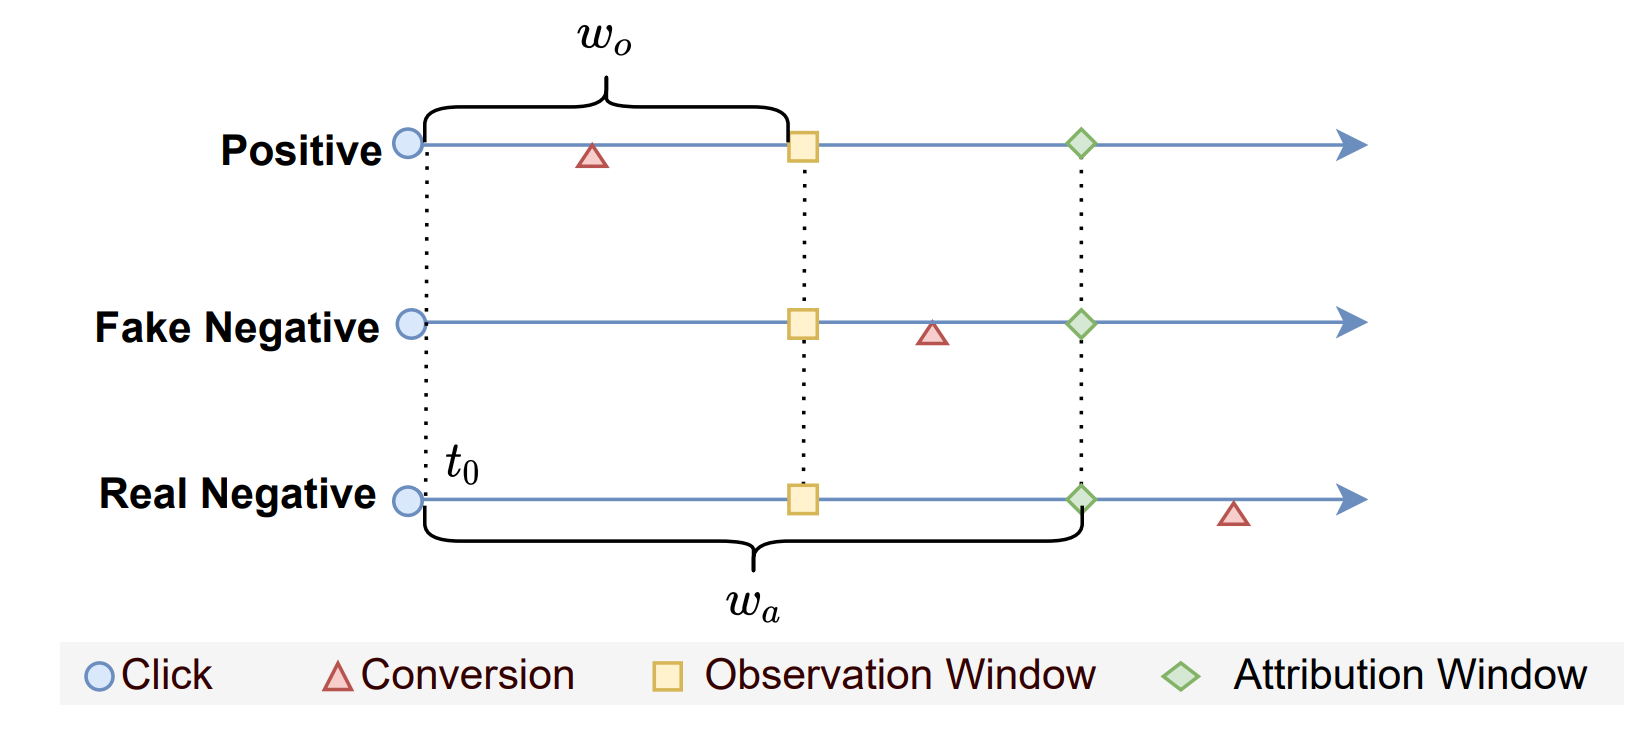 w_o
Positive
Fake Negative
t_0
Real Negative
w_a
Click Conversion Observation Window Attribution Window